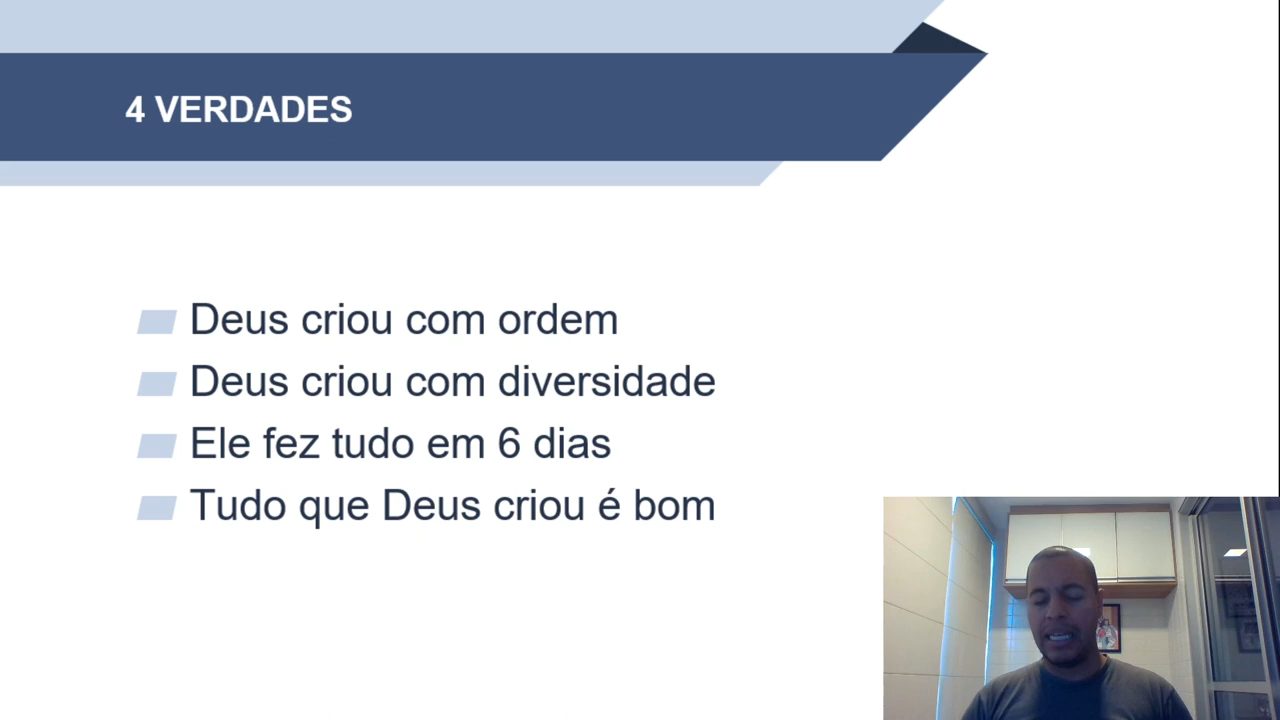 4 VERDADES
Deus criou com ordem
Deus criou com diversidade
Ele fez tudo em 6 dias
Tudo que Deus criou é bom